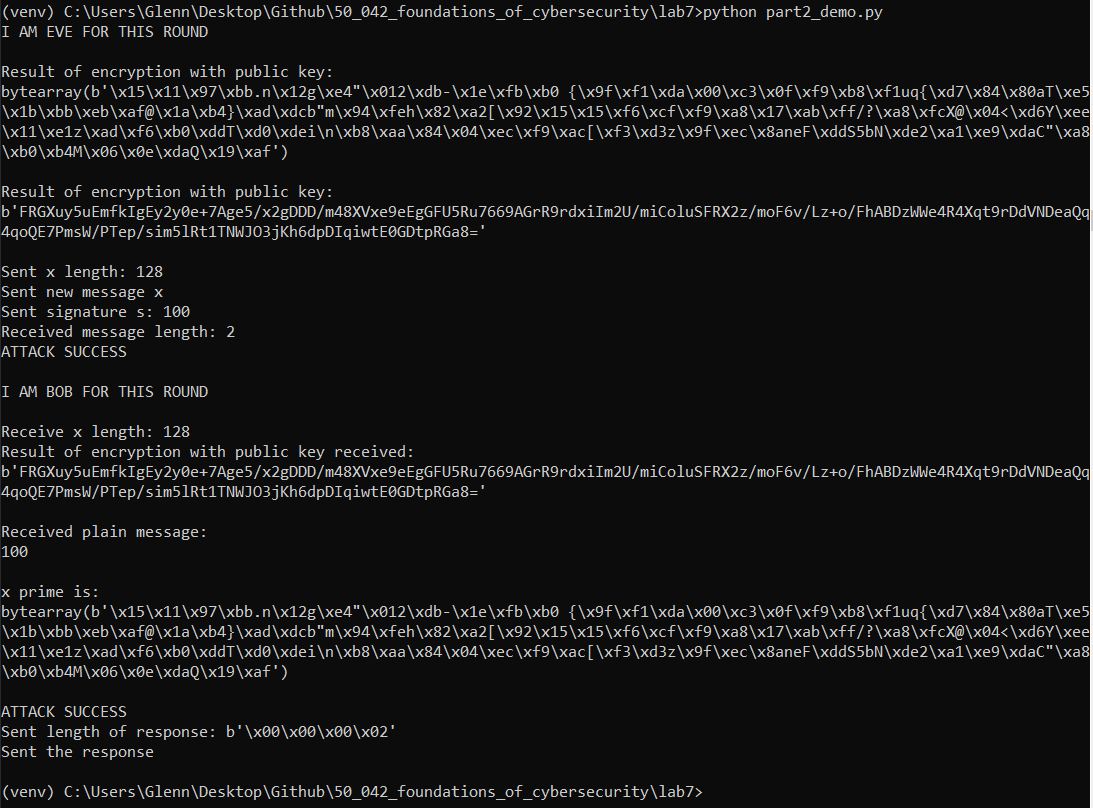 (venv) C:\Users\Glenn\Desktop\Github\50_042_foundations_of_cybersecurity\lab7>python part2_demo.py
I AM EVE FOR THIS ROUND
Result of encryption with public key:
bytearray(b'\x15\x11\x97\xbb.n\x12g\xe4"\x012\xdb-\x1e\xfb\xb0 {\x9f\xf1\xda\x00\xc3\x0f\xf9\xb8\xf1uq{\xd7\x84\x80aT\xe5
\x1b\xbb\xeb\xaf@\x1a\xb4}\xad\xdcb"m\x94\xfeh\x82\xa2[\x92\x15\x15\xf6\xcf\xf9\xa8\x17\xab\xff/?\xa8\xfcX@\x04<\xd6Y\xee
\x11\xe1z\xad\xf6\xb0\xddT\xd0\xdei\n\xb8\xaa\x84\x04\xec\xf9\xac[\xf3\xd3z\x9f\xec\x8aneF\xddS5bN\xde2\xa1\xe9\xdaC"\xa8
\xb0\xb4M\x06\x0e\xdaQ\x19\xaf')
Result of encryption with public key:
b'FRGXuy5uEmfkIgEy2y0e+7Age5/x2gDDD/m48XVxe9eEgGFU5Ru7669AGrR9rdxiIm2U/miColuSFRX2z/moF6v/Lz+o/FhABDzWWe4R4Xqt9rDdVNDeaQq
4qoQE7PmsW/PTep/sim5lRt1TNWJO3jKh6dpDIqiwtE0GDtpRGa8='
Sent x length: 128
Sent new message x
Sent signature s: 100
Received message length: 2
ATTACK SUCCESS
I AM BOB FOR THIS ROUND
Receive x length: 128
Result of encryption with public key received:
b'FRGXuy5uEmfkIgEy2y0e+7Age5/x2gDDD/m48XVxe9eEgGFU5Ru7669AGrR9rdxiIm2U/miColuSFRX2z/moF6v/Lz+o/FhABDzWWe4R4Xqt9rDdVNDeaQq
4qoQE7PmsW/PTep/sim5lRt1TNWJO3jKh6dpDIqiwtE0GDtpRGa8='
Received plain message:
100
x prime is:
bytearray(b'\x15\x11\x97\xbb.n\x12g\xe4"\x012\xdb-\x1e\xfb\xb0 {\x9f\xf1\xda\x00\xc3\x0f\xf9\xb8\xf1uq{\xd7\x84\x80aT\xe5
\x1b\xbb\xeb\xaf@\x1a\xb4}\xad\xdcb"m\x94\xfeh\x82\xa2[\x92\x15\x15\xf6\xcf\xf9\xa8\x17\xab\xff/?\xa8\xfcX@\x04<\xd6Y\xee
\x11\xe1z\xad\xf6\xb0\xddT\xd0\xdei\n\xb8\xaa\x84\x04\xec\xf9\xac[\xf3\xd3z\x9f\xec\x8aneF\xddS5bN\xde2\xa1\xe9\xdaC"\xa8
\xb0\xb4M\x06\x0e\xdaQ\x19\xaf')
ATTACK SUCCESS
Sent length of response: b'\x00\x00\x00\x02'
Sent the response
(venv) C:\Users\Glenn\Desktop\Github\50_042_foundations_of_cybersecurity\lab7>